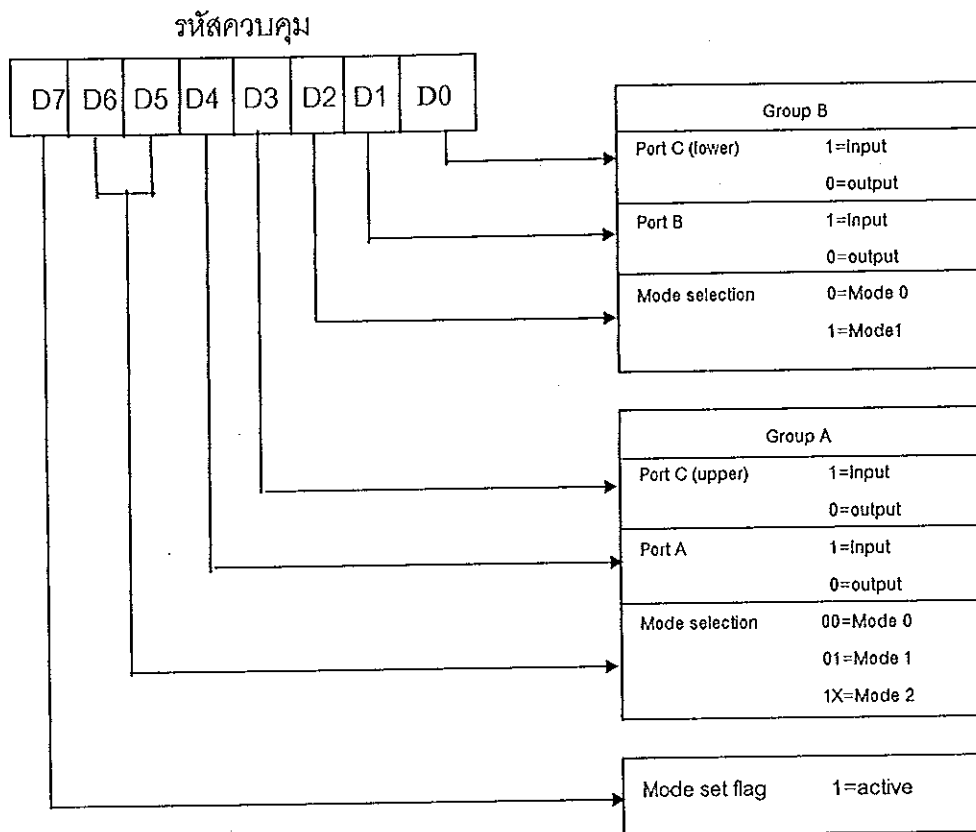 รหัสควบคุม
D7 D6 D5 D4 D3 D2 D1 D0
Group B
Port C (lower) 1=Input
0=output
Port B 1=Input
0=output
Mode selection 0=Mode 0
1=Mode1
Group A
Port C (upper) 1=Input
0=output
Port A 1=Input
0=output
Mode selection 00=Mode 0
01=Mode 1
1X=Mode 2
Mode set flag 1=active